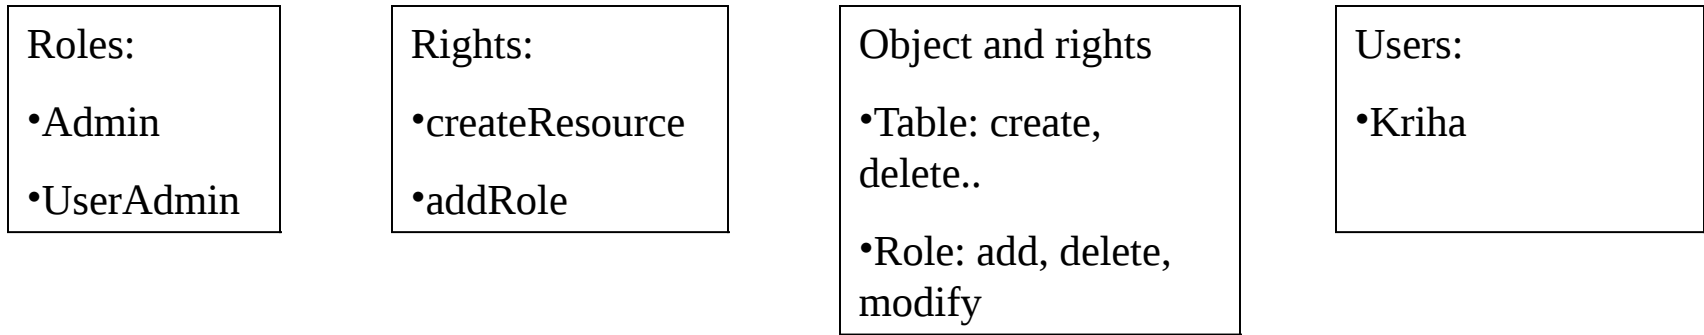 Roles:
•Admin
•UserAdmin
Rights:
•createResource
•addRole
Object and rights
•Table: create,
delete..
•Role: add, delete,
modify
Users:
•Kriha